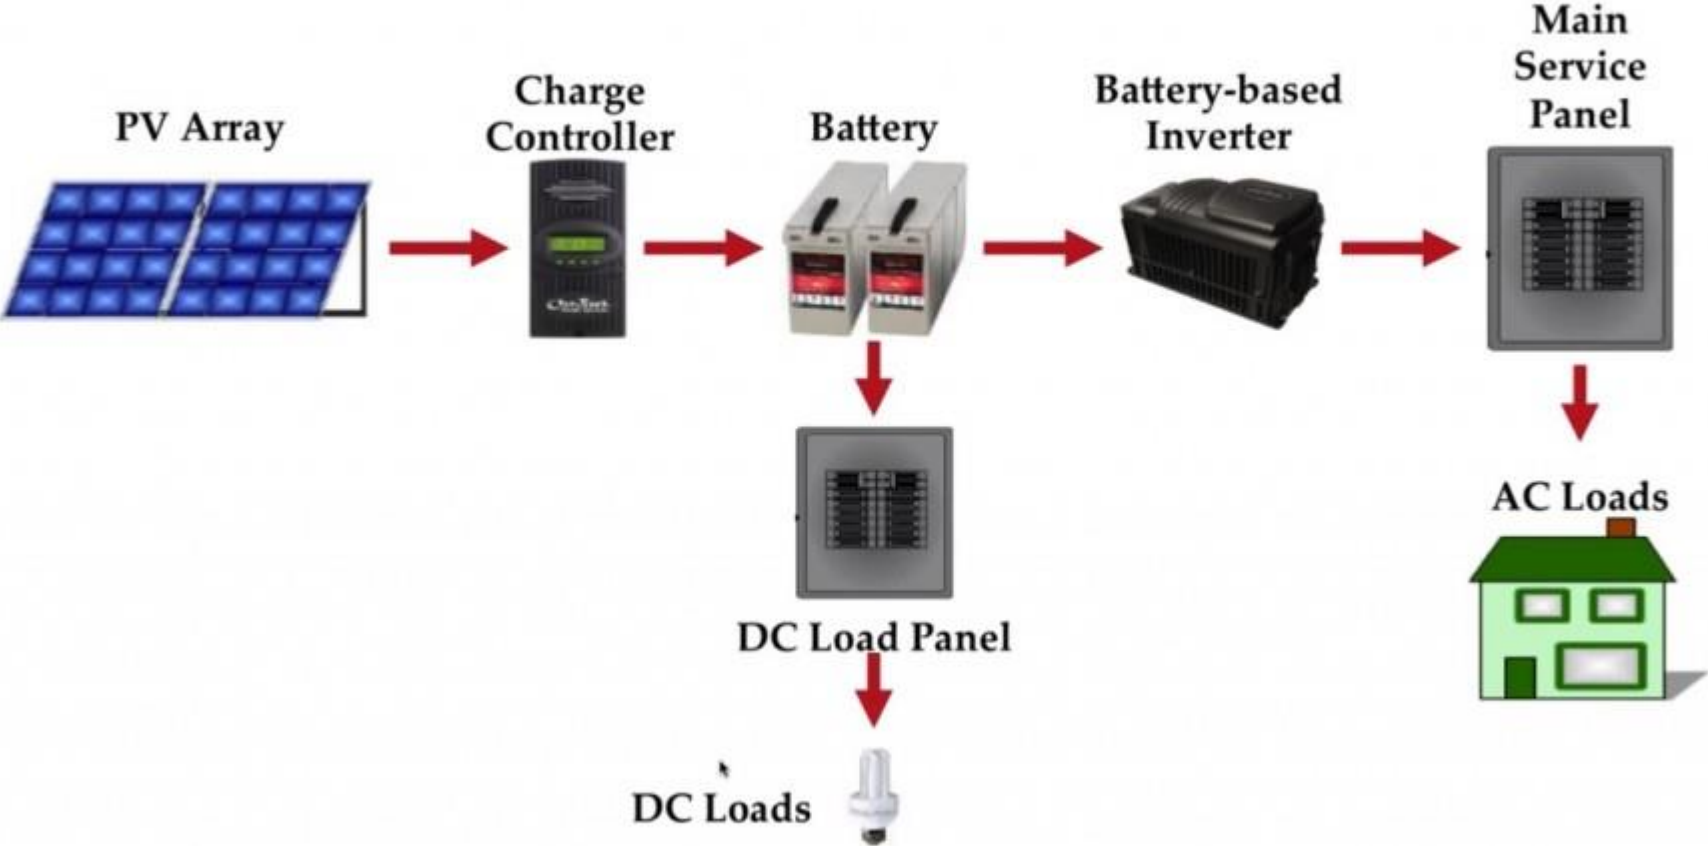 Main
Service
Panel
Charge
Controller
Battery-based
Inverter
PV Array
Battery
AC Loads
DC Load Panel
DC Loads